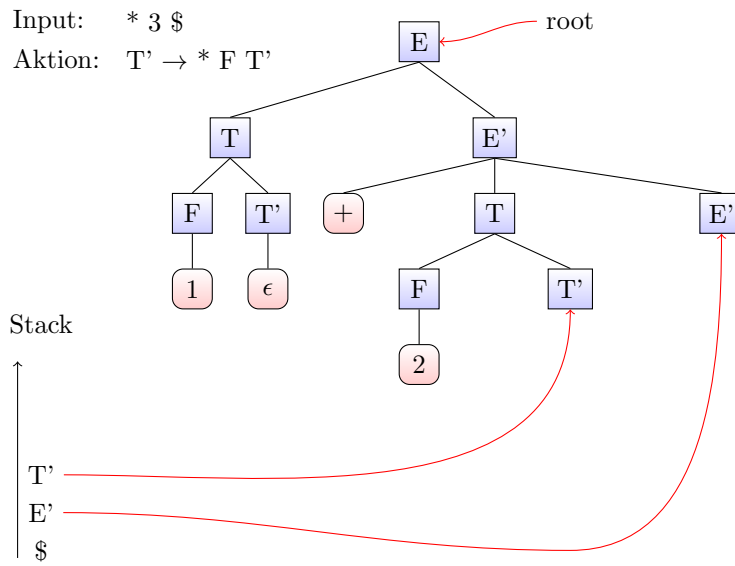 Input: * 3 $
root
E
Aktion: T' → * F T'
T E'
F T' + T E'
1 ϵ F T'
Stack
2
T'
E'
$